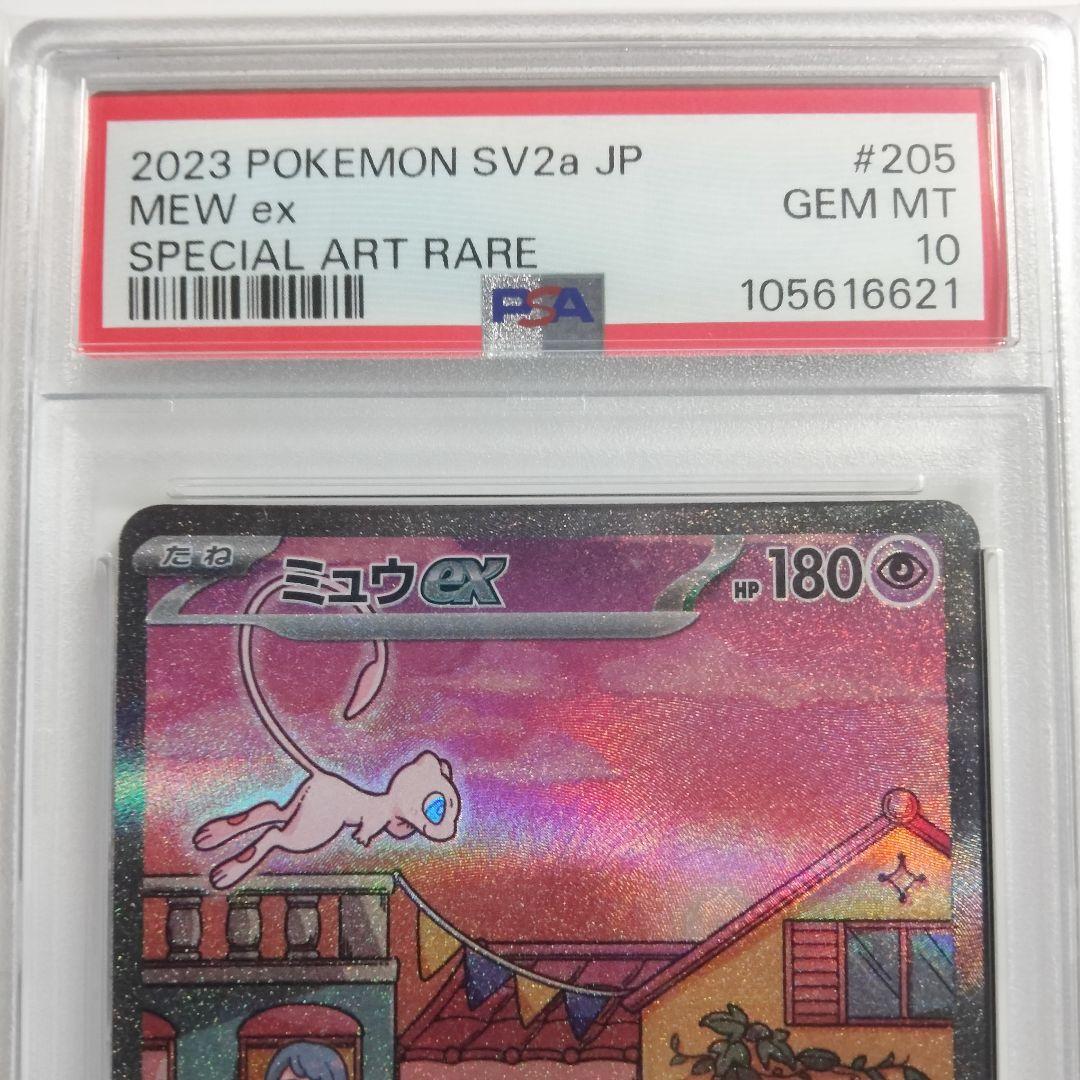 2023 POKEMON SV2a JP #205
MEW ex GEM MT
SPECIAL ART RARE 10
105616621
PSA
たね ミュウex HP 180